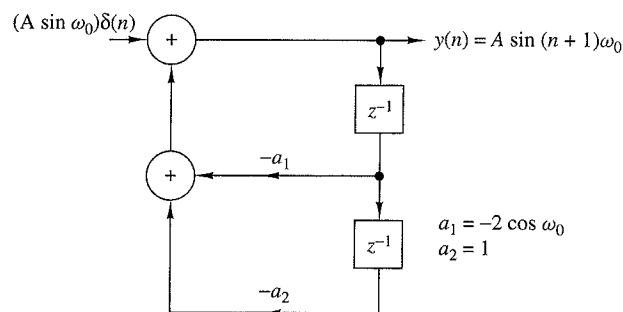 (A sin ω₀)δ(n)
+
y(n) = A sin (n + 1)ω₀
z⁻¹
−a₁
+
a₁ = −2 cos ω₀
z⁻¹
a₂ = 1
−a₂